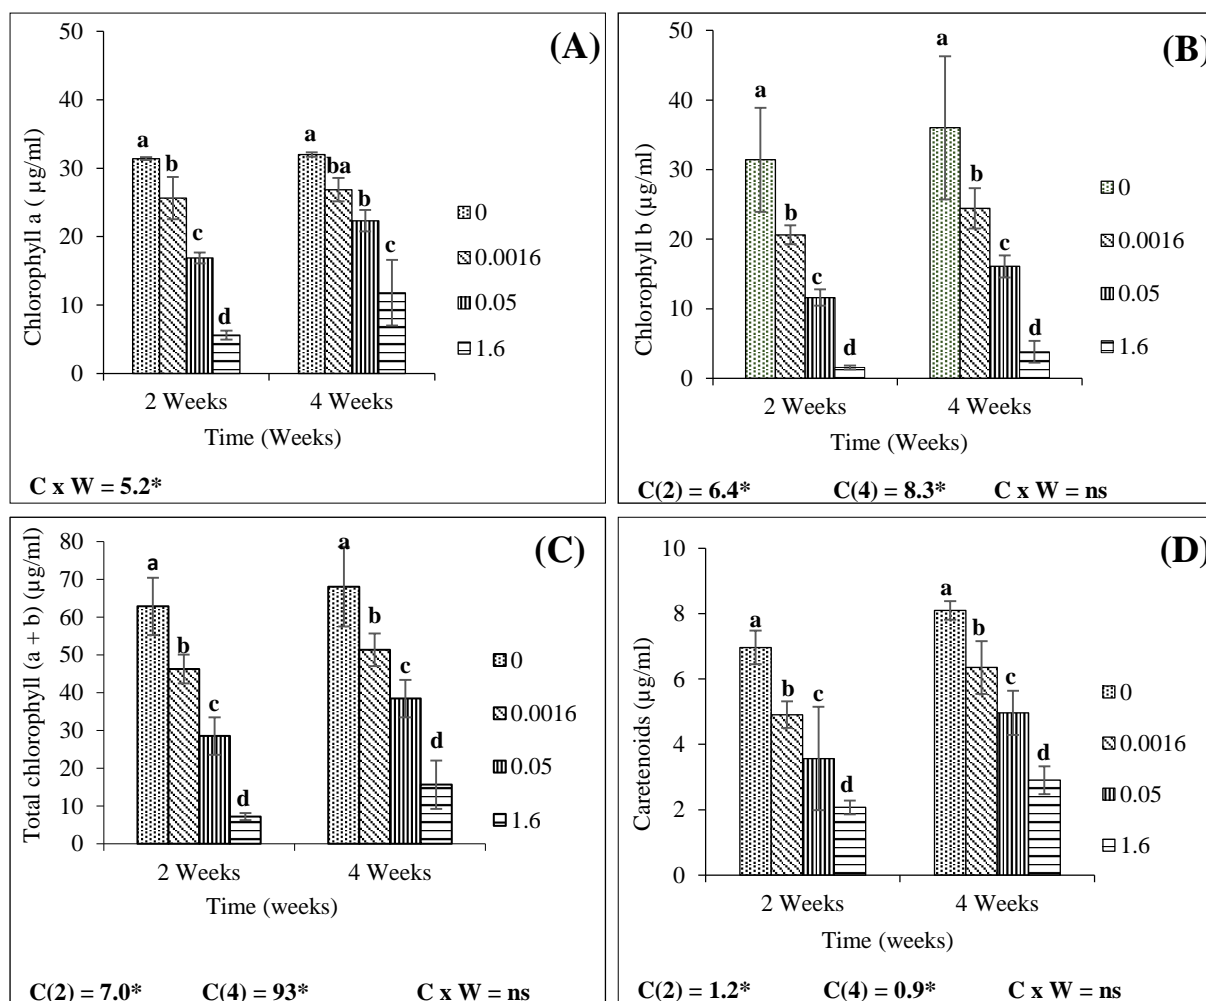 (A)
Chlorophyll a ( µg/ml)
50
40
30
20
10
0
a
b
c
d
a
ba
b
c
2 Weeks
4 Weeks
Time (Weeks)
0
0.0016
0.05
1.6
C x W = 5.2*
(B)
Chlorophyll b (µg/ml)
50
40
30
20
10
0
a
b
c
d
a
b
c
d
2 Weeks
4 Weeks
Time (Weeks)
0
0.0016
0.05
1.6
C(2) = 6.4* C(4) = 8.3* C x W = ns
(C)
Total chlorophyll (a + b) (µg/ml)
80
70
60
50
40
30
20
10
0
a
b
c
d
a
b
c
d
2 Weeks
4 Weeks
Time (weeks)
0
0.0016
0.05
1.6
C(2) = 7.0* C(4) = 93* C x W = ns
(D)
Caretenoids (µg/ml)
10
8
6
4
2
0
a
b
c
d
a
b
c
d
2 Weeks
4 Weeks
Time (weeks)
0
0.0016
0.05
1.6
C(2) = 1.2* C(4) = 0.9* C x W = ns